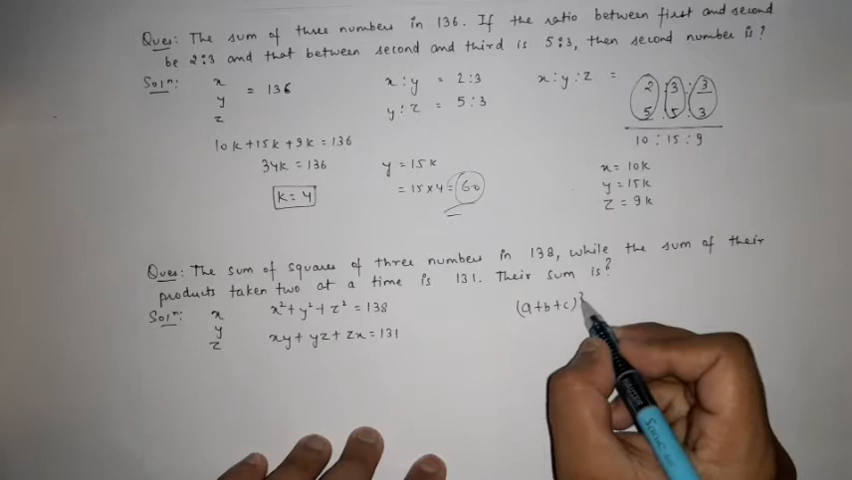 Ques: The sum of three numbers in 136. If the ratio between first and second
be 2:3 and that between second and third is 5:3, then second number is?
Solⁿ: x y z = 136
x:y = 2:3
y:z = 5:3
x:y:z = 2 : 3 : 3
5 : 5 : 3
10 : 15 : 9
10k+15k+9k = 136
34k = 136
k = 4
y = 15k
= 15×4 = 60
x = 10k
y = 15k
z = 9k
Ques: The sum of squares of three numbers in 138, while the sum of their
products taken two at a time is 131. Their sum is?
Solⁿ: x y z
x²+y²+z² = 138
xy+yz+zx = 131
(a+b+c)²